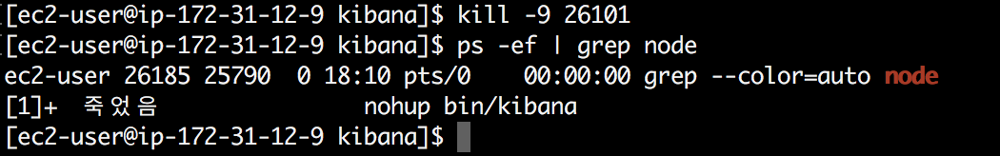 [ec2-user@ip-172-31-12-9 kibana]$ kill -9 26101
[ec2-user@ip-172-31-12-9 kibana]$ ps -ef | grep node
ec2-user 26185 25790  0 18:10 pts/0    00:00:00 grep --color=auto node
[1]+  죽었음                  nohup bin/kibana
[ec2-user@ip-172-31-12-9 kibana]$